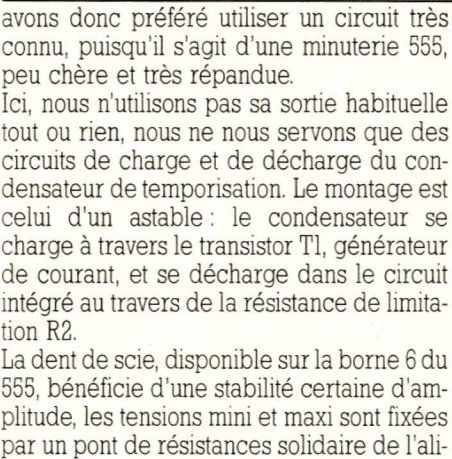 avons donc préféré utiliser un circuit très
connu, puisqu'il s'agit d'une minuterie 555,
peu chère et très répandue.
Ici, nous n'utilisons pas sa sortie habituelle
tout ou rien, nous ne nous servons que des
circuits de charge et de décharge du con-
densateur de temporisation. Le montage est
celui d'un astable : le condensateur se
charge à travers le transistor T1, générateur
de courant, et se décharge dans le circuit
intégré au travers de la résistance de limita-
tion R2.
La dent de scie, disponible sur la borne 6 du
555, bénéficie d'une stabilité certaine d'am-
plitude, les tensions mini et maxi sont fixées
par un pont de résistances solidaire de l'ali-